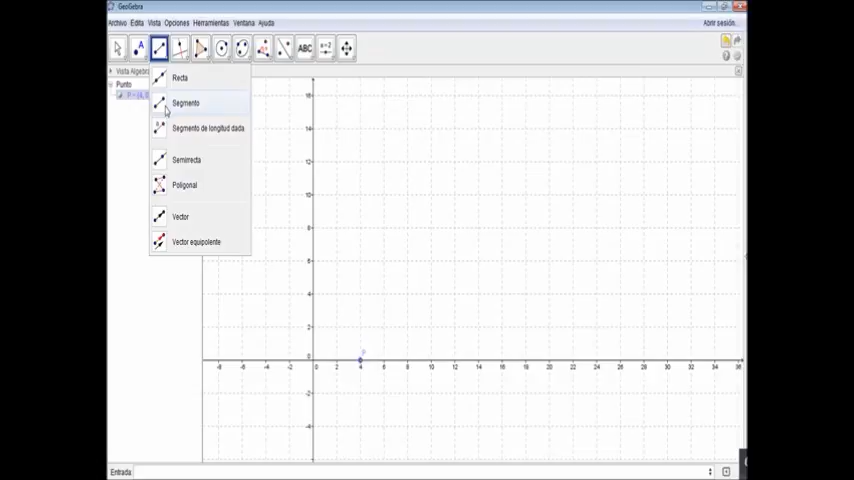 GeoGebra
Archivo Edita Vista Opciones Herramientas Ventana Ayuda
Abrir sesión...
ABC
a=2
Vista Algebra
Punto
Recta
Segmento
Segmento de longitud dada
Semirrecta
Poligonal
Vector
Vector equipolente
16
14
12
10
8
6
4
2
0
-2
-4
-8 -6 -4 -2 0 2 4 6 8 10 12 14 16 18 20 22 24 26 28 30 32 34 36
P
Entrada: